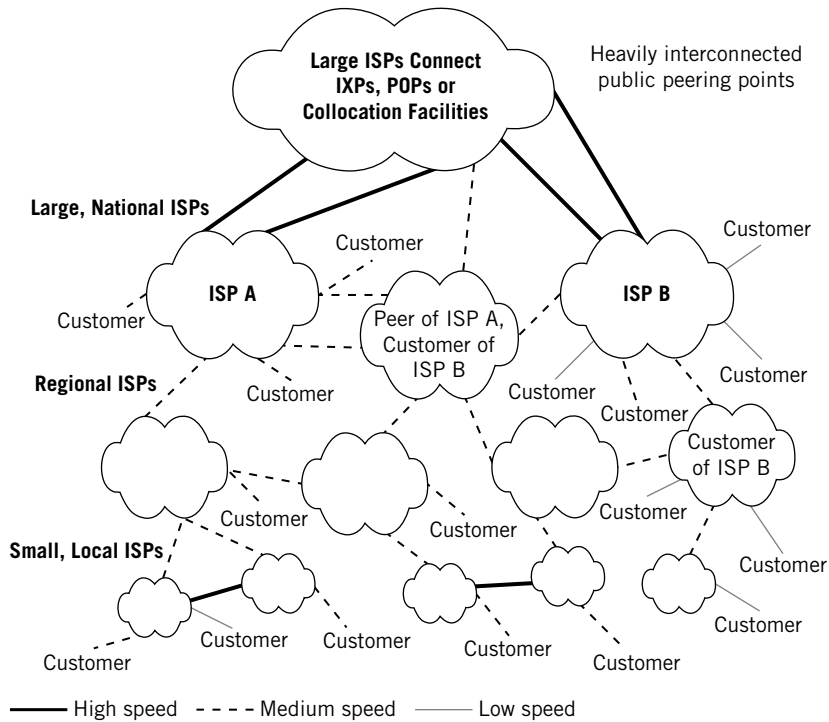 Large ISPs Connect
IXPs, POPs or
Collocation Facilities
Heavily interconnected
public peering points
Large, National ISPs
Customer
Customer
ISP A
ISP B
Customer
Peer of ISP A,
Customer of
ISP B
Customer
Regional ISPs
Customer
Customer
Customer
Customer
Customer
of ISP B
Customer
Customer
Customer
Small, Local ISPs
Customer
Customer
Customer
Customer
Customer
Customer
Customer
High speed
Medium speed
Low speed